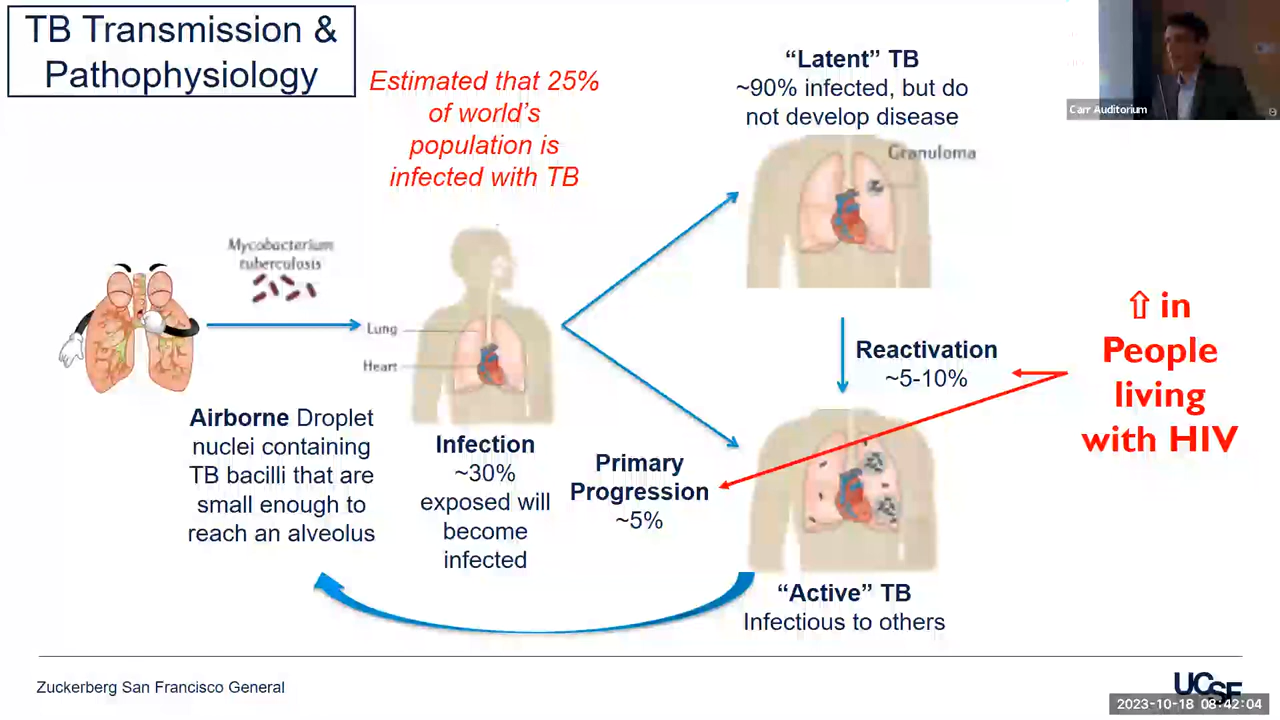 TB Transmission &
Pathophysiology
Estimated that 25%
of world's
population is
infected with TB
"Latent" TB
~90% infected, but do
not develop disease
Carr Auditorium
Granuloma
Mycobacterium
tuberculosis
Lung
Heart
Airborne Droplet
nuclei containing
TB bacilli that are
small enough to
reach an alveolus
Infection
~30%
exposed will
become
infected
Primary
Progression
~5%
Reactivation
~5-10%
⇧ in
People
living
with HIV
"Active" TB
Infectious to others
Zuckerberg San Francisco General
UCSF
2023-10-18 08:42:04